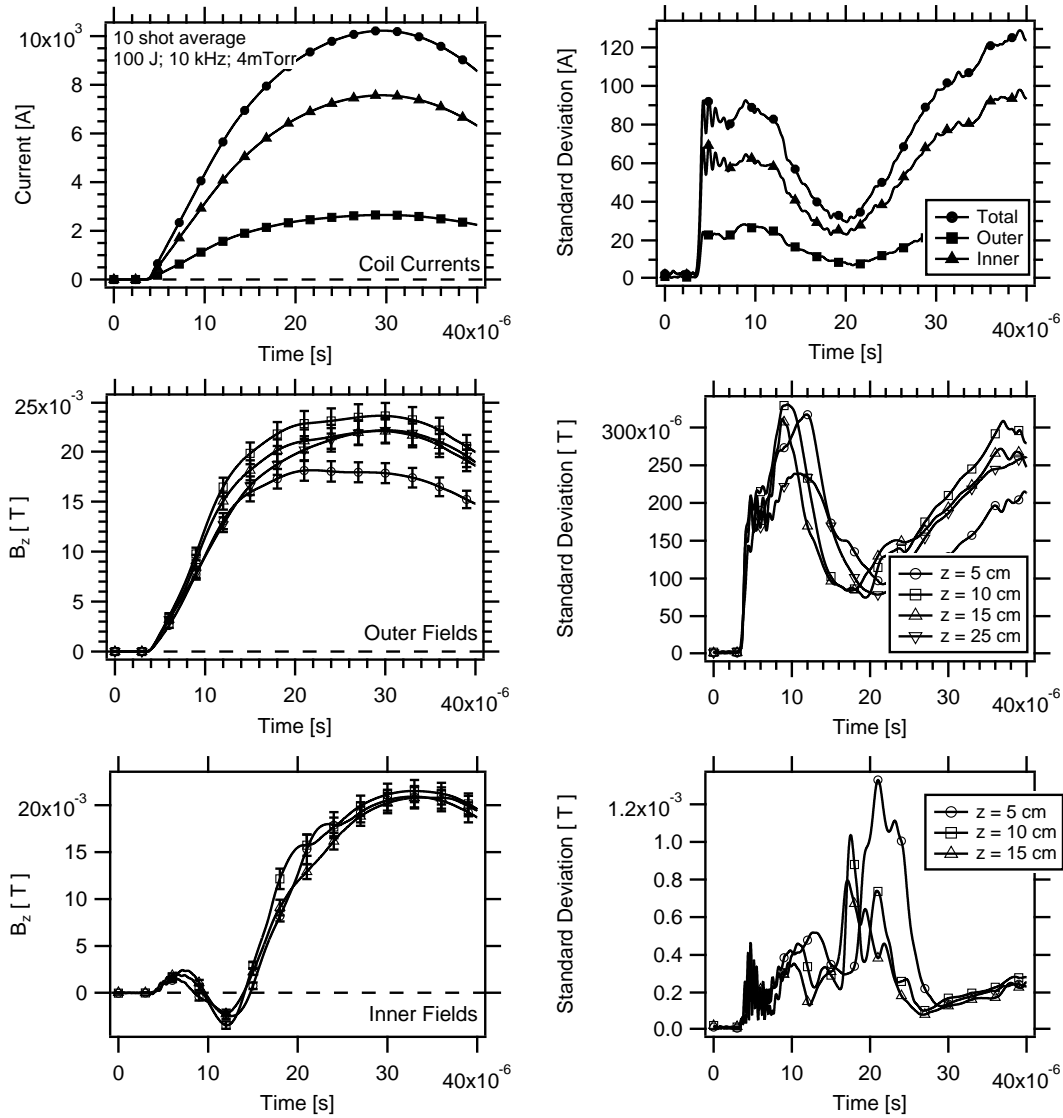 10x10³
8
6
4
2
0
Current [A]
10 shot average
100 J; 10 kHz; 4mTorr
Coil Currents
0
10
20
30
40x10⁻⁶
Time [s]
120
100
80
60
40
20
0
Standard Deviation [A]
Total
Outer
Inner
0
10
20
30
40x10⁻⁶
Time [s]
25x10⁻³
20
15
10
5
0
B_z [ T ]
Outer Fields
0
10
20
30
40x10⁻⁶
Time [s]
300x10⁻⁶
250
200
150
100
50
0
Standard Deviation [ T ]
z = 5 cm
z = 10 cm
z = 15 cm
z = 25 cm
0
10
20
30
40x10⁻⁶
Time [s]
20x10⁻³
15
10
5
0
B_z [ T ]
Inner Fields
0
10
20
30
40x10⁻⁶
Time [s]
1.2x10⁻³
1.0
0.8
0.6
0.4
0.2
0.0
Standard Deviation [ T ]
z = 5 cm
z = 10 cm
z = 15 cm
0
10
20
30
40x10⁻⁶
Time [s]